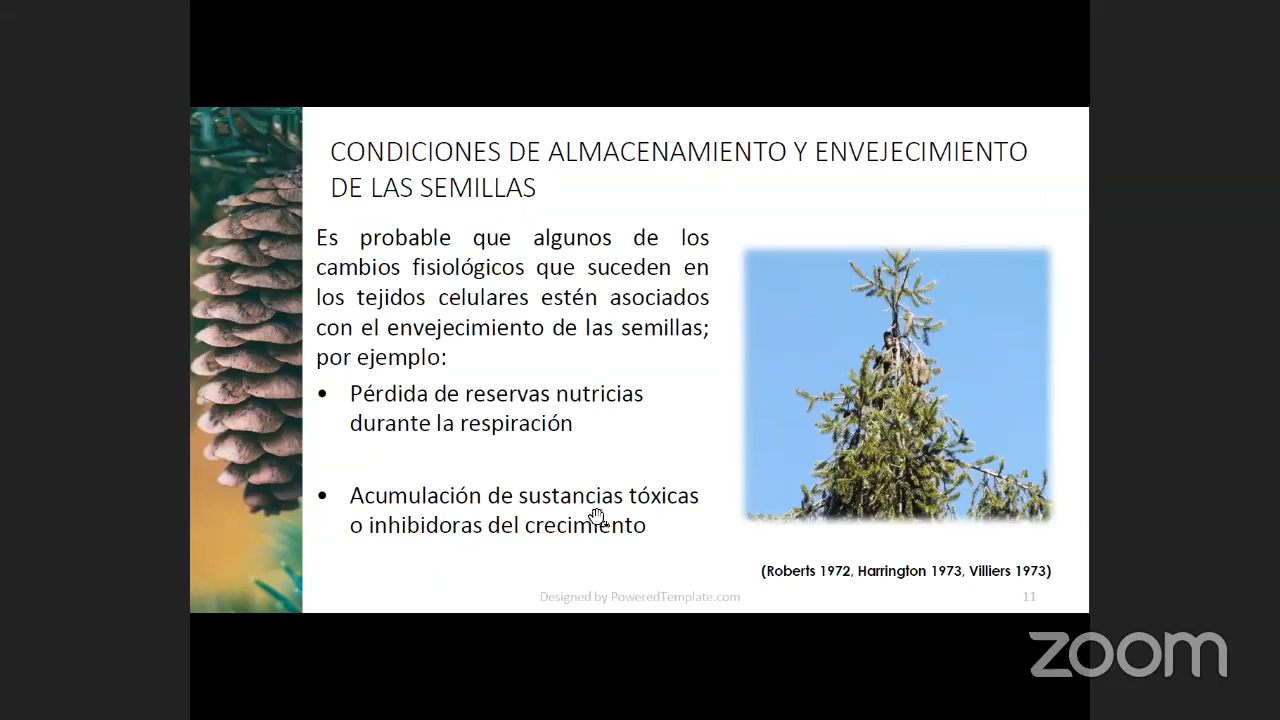 CONDICIONES DE ALMACENAMIENTO Y ENVEJECIMIENTO
DE LAS SEMILLAS
Es probable que algunos de los
cambios fisiológicos que suceden en
los tejidos celulares estén asociados
con el envejecimiento de las semillas;
por ejemplo:
• Pérdida de reservas nutricias
durante la respiración
• Acumulación de sustancias tóxicas
o inhibidoras del crecimiento
(Roberts 1972, Harrington 1973, Villiers 1973)
Designed by PoweredTemplate.com
11
zoom